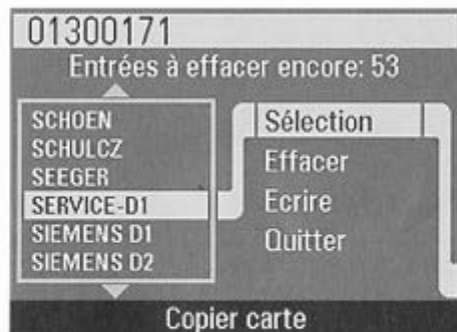 01300171
Entrées à effacer encore: 53
SCHOEN
SCHULCZ
SEEGER
SERVICE-D1
SIEMENS D1
SIEMENS D2
Sélection
Effacer
Ecrire
Quitter
Copier carte